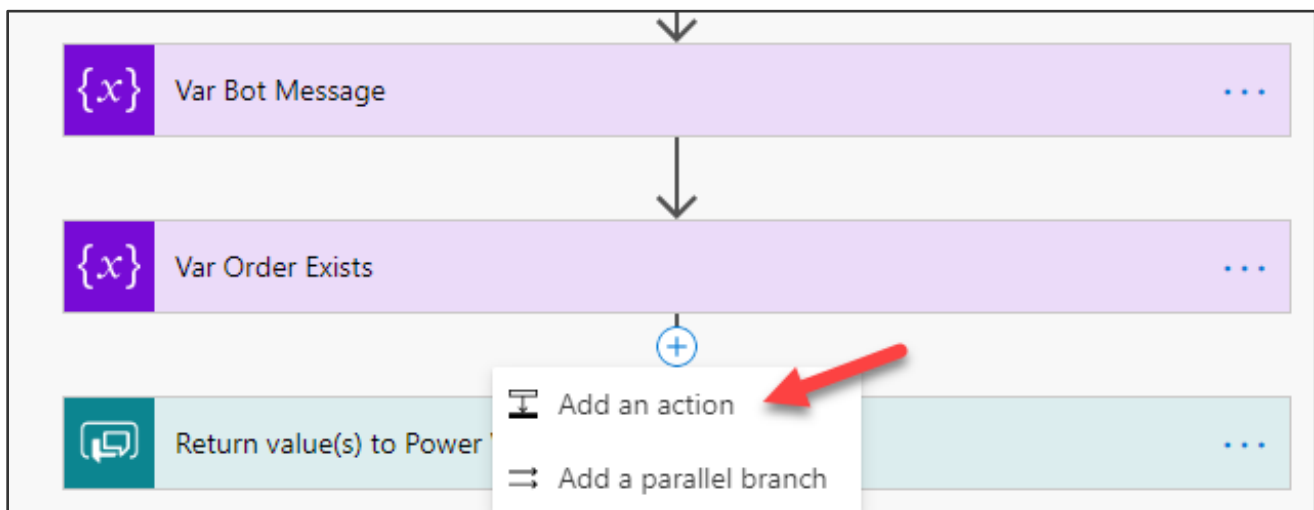 {x} Var Bot Message ...
{x} Var Order Exists ...
Add an action
Return value(s) to Power ...
Add a parallel branch